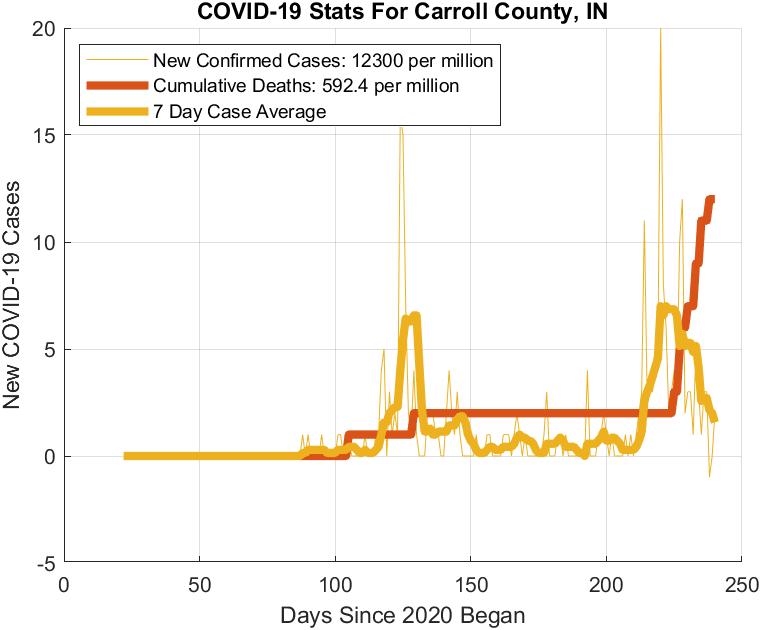 COVID-19 Stats For Carroll County, IN
New Confirmed Cases: 12300 per million
Cumulative Deaths: 592.4 per million
7 Day Case Average
New COVID-19 Cases
20
15
10
5
0
-5
0 50 100 150 200 250
Days Since 2020 Began